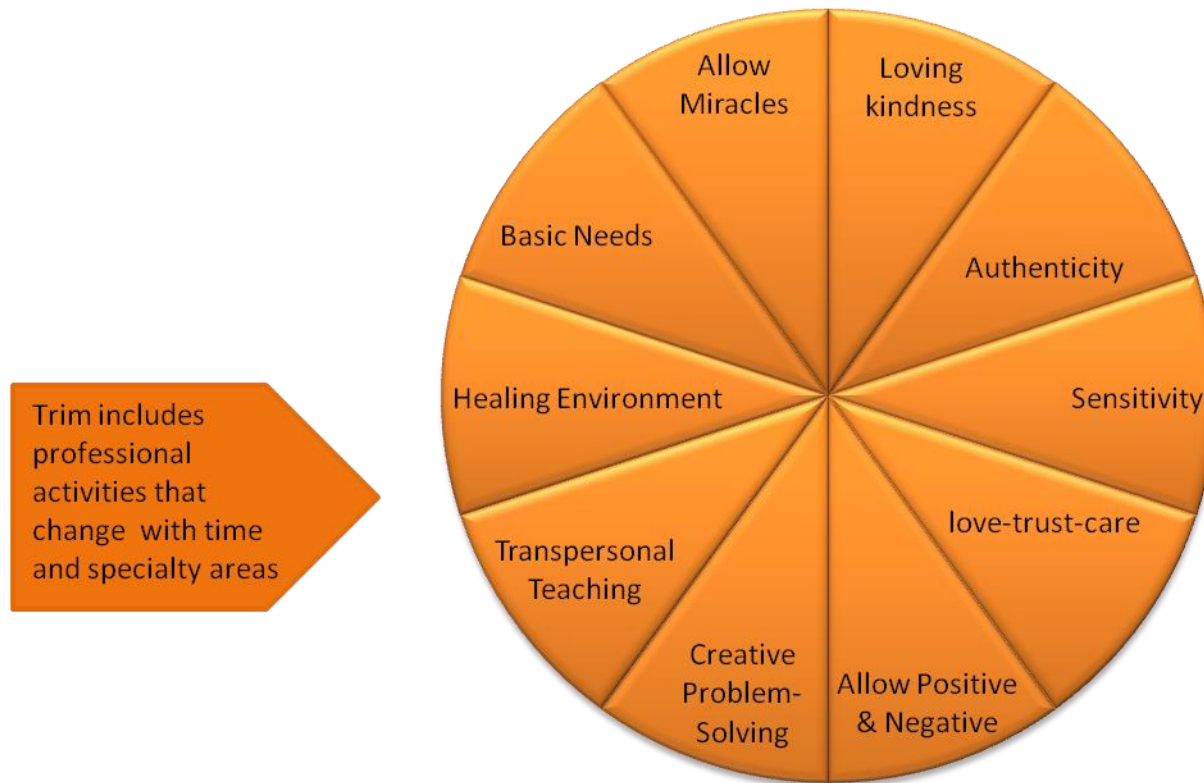 Allow
Miracles
Loving
kindness
Basic Needs
Authenticity
Healing Environment
Sensitivity
Trim includes
professional
activities that
change with time
and specialty areas
love-trust-care
Transpersonal
Teaching
Creative
Problem-
Solving
Allow Positive
& Negative